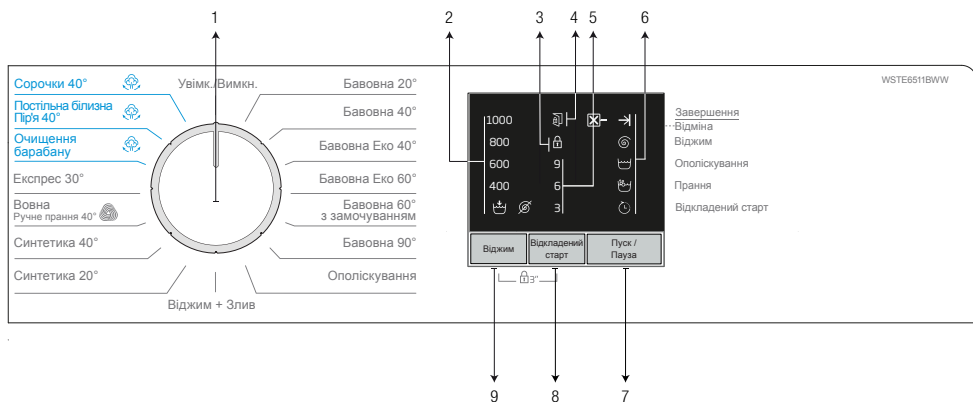 1
2
3
4
5
6
WSTE6511BWW
Увімк./Вимкн.
Сорочки 40°
Постільна білизна
Пір'я 40°
Очищення
барабану
Експрес 30°
Вовна
Ручне прання 40°
Синтетика 40°
Синтетика 20°
Віджим + Злив
Бавовна 20°
Бавовна 40°
Бавовна Еко 40°
Бавовна Еко 60°
Бавовна 60°
з замочуванням
Бавовна 90°
Ополіскування
1000
800
600
400
9
6
3
Завершення
Відміна
Віджим
Ополіскування
Прання
Відкладений старт
Віджим
Відкладений
старт
Пуск /
Пауза
3"
9
8
7